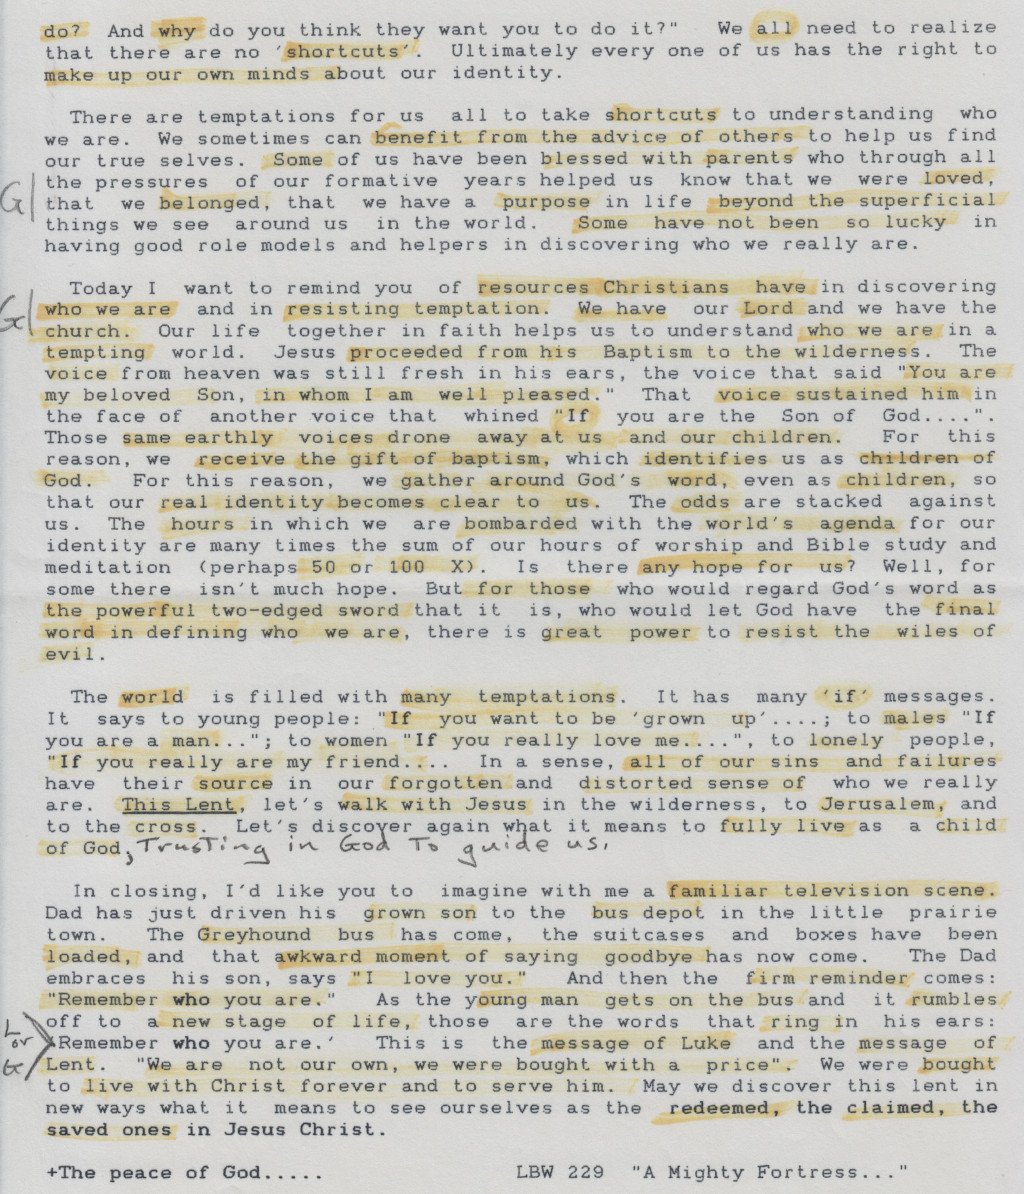 do? And why do you think they want you to do it?" We all need to realize
that there are no 'shortcuts'. Ultimately every one of us has the right to
make up our own minds about our identity.
There are temptations for us all to take shortcuts to understanding who
we are. We sometimes can benefit from the advice of others to help us find
our true selves. Some of us have been blessed with parents who through all
the pressures of our formative years helped us know that we were loved,
G/ that we belonged, that we have a purpose in life beyond the superficial
things we see around us in the world. Some have not been so lucky in
having good role models and helpers in discovering who we really are.
Today I want to remind you of resources Christians have in discovering
G/ who we are and in resisting temptation. We have our Lord and we have the
church. Our life together in faith helps us to understand who we are in a
tempting world. Jesus proceeded from his Baptism to the wilderness. The
voice from heaven was still fresh in his ears, the voice that said "You are
my beloved Son, in whom I am well pleased." That voice sustained him in
the face of another voice that whined "If you are the Son of God....".
Those same earthly voices drone away at us and our children. For this
reason, we receive the gift of baptism, which identifies us as children of
God. For this reason, we gather around God's word, even as children, so
that our real identity becomes clear to us. The odds are stacked against
us. The hours in which we are bombarded with the world's agenda for our
identity are many times the sum of our hours of worship and Bible study and
meditation (perhaps 50 or 100 X). Is there any hope for us? Well, for
some there isn't much hope. But for those who would regard God's word as
the powerful two-edged sword that it is, who would let God have the final
word in defining who we are, there is great power to resist the wiles of
evil.
The world is filled with many temptations. It has many 'if' messages.
It says to young people: "If you want to be 'grown up'....; to males "If
you are a man..."; to women "If you really love me....", to lonely people,
"If you really are my friend.... In a sense, all of our sins and failures
have their source in our forgotten and distorted sense of who we really
are. This Lent, let's walk with Jesus in the wilderness, to Jerusalem, and
to the cross. Let's discover again what it means to fully live as a child
of God, Trusting in God To guide us.
In closing, I'd like you to imagine with me a familiar television scene.
Dad has just driven his grown son to the bus depot in the little prairie
town. The Greyhound bus has come, the suitcases and boxes have been
loaded, and that awkward moment of saying goodbye has now come. The Dad
embraces his son, says "I love you." And then the firm reminder comes:
"Remember who you are." As the young man gets on the bus and it rumbles
off to a new stage of life, those are the words that ring in his ears:
L or G 'Remember who you are.' This is the message of Luke and the message of
Lent. "We are not our own, we were bought with a price". We were bought
to live with Christ forever and to serve him. May we discover this lent in
new ways what it means to see ourselves as the redeemed, the claimed, the
saved ones in Jesus Christ.
+The peace of God..... LBW 229 "A Mighty Fortress..."